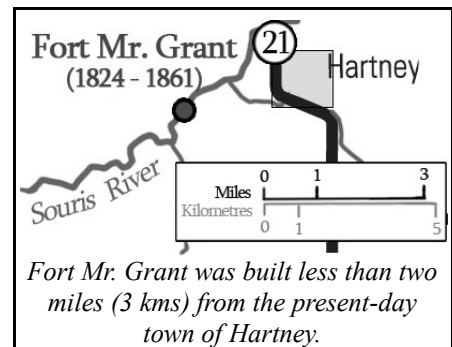 Fort Mr. Grant
(1824 - 1861)
21
Hartney
Souris River
0 1 3
Miles
Kilometres
0 1 5
Fort Mr. Grant was built less than two
miles (3 kms) from the present-day
town of Hartney.